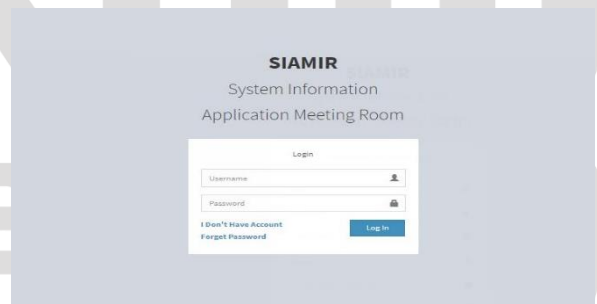 SIAMIR
System Information
Application Meeting Room
Login
Username
Password
I Don't Have Account
Log In
Forget Password